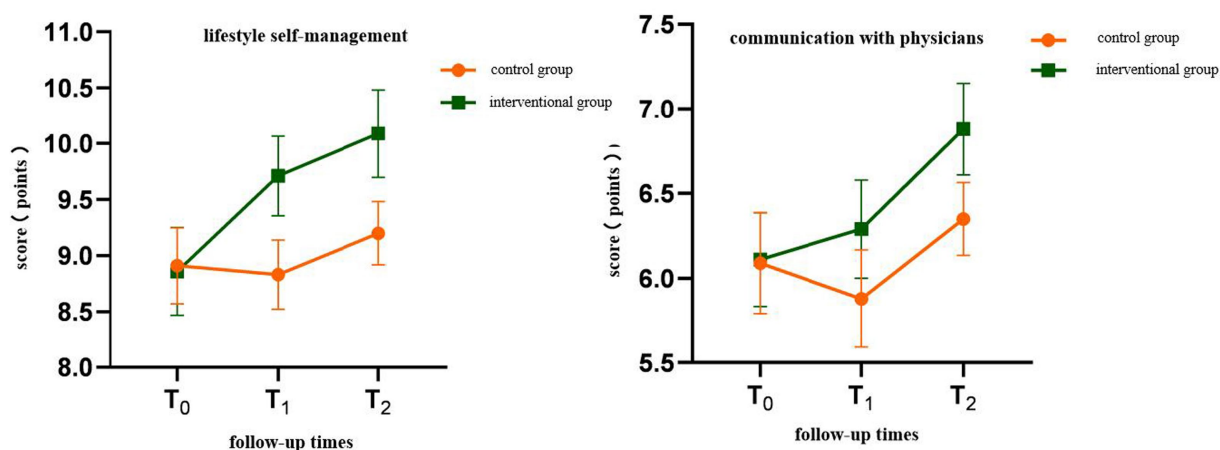 lifestyle self-management
control group
interventional group
score（points）
11.0
10.5
10.0
9.5
9.0
8.5
8.0
T0
T1
T2
follow-up times
communication with physicians
control group
interventional group
score（points）)
7.5
7.0
6.5
6.0
5.5
T0
T1
T2
follow-up times